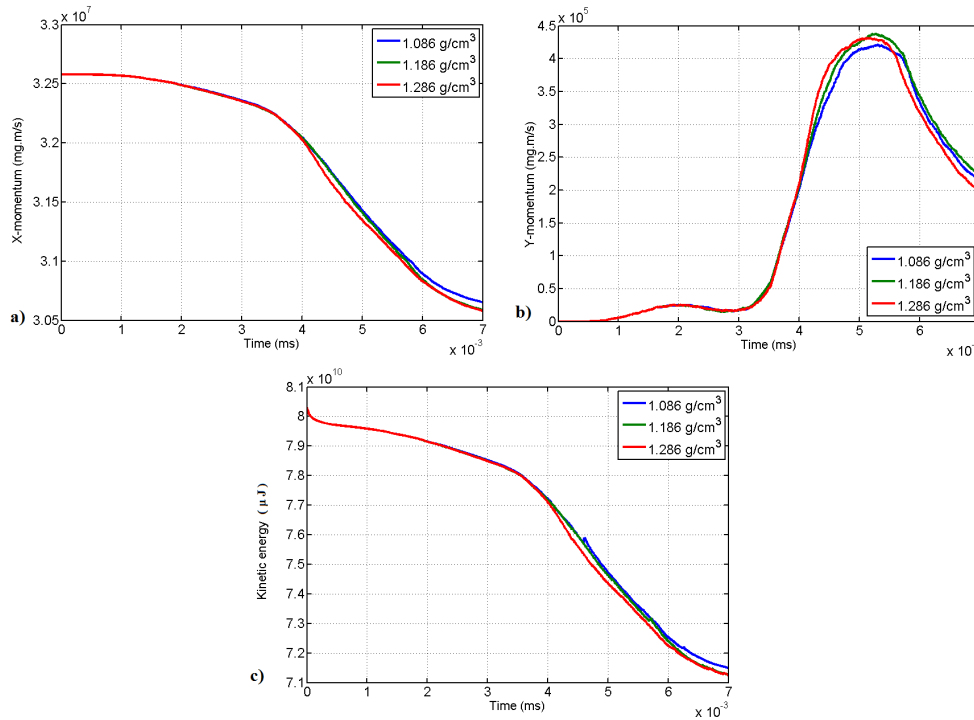 x 10^7
3.3
3.25
3.2
3.15
3.1
3.05
X-momentum (mg.m/s)
1.086 g/cm^3
1.186 g/cm^3
1.286 g/cm^3
0 1 2 3 4 5 6 7
Time (ms)
x 10^-3
a)
x 10^5
4.5
4
3.5
3
2.5
2
1.5
1
0.5
0
Y-momentum (mg.m/s)
1.086 g/cm^3
1.186 g/cm^3
1.286 g/cm^3
0 1 2 3 4 5 6
Time (ms)
x 10
b)
x 10^10
8.1
8
7.9
7.8
7.7
7.6
7.5
7.4
7.3
7.2
7.1
Kinetic energy (μJ)
1.086 g/cm^3
1.186 g/cm^3
1.286 g/cm^3
0 1 2 3 4 5 6 7
Time (ms)
x 10^-3
c)